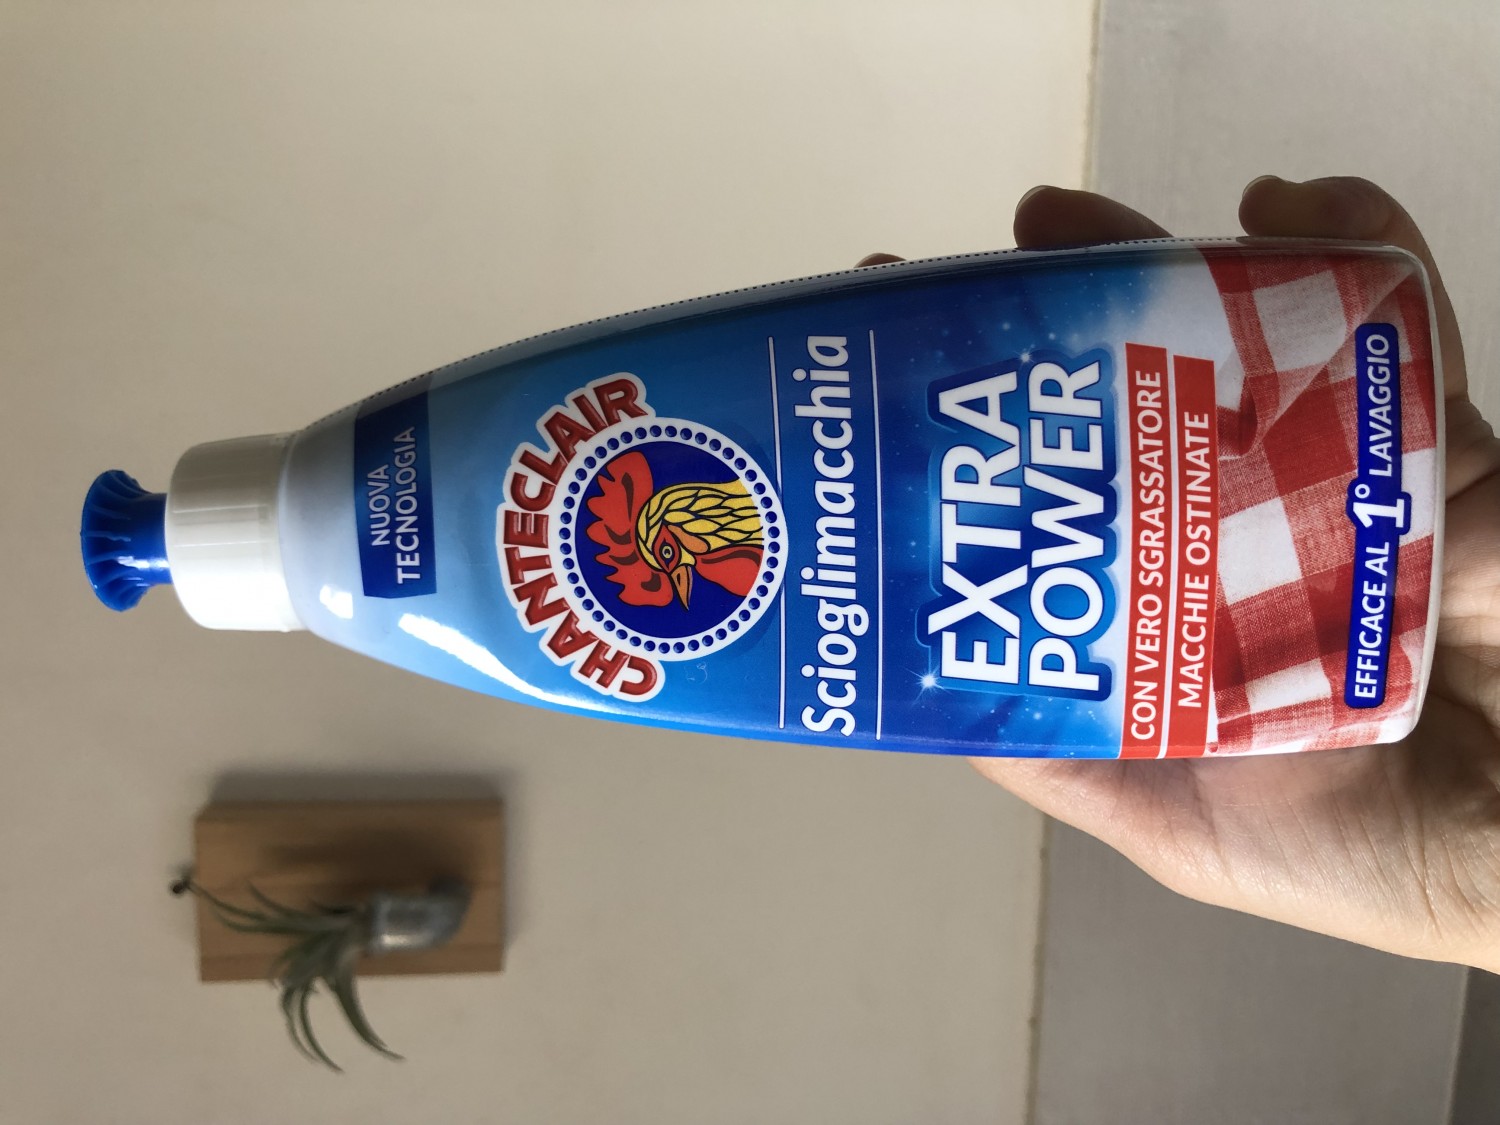 NUOVA
TECNOLOGIA
CHANTECLAIR
Scioglimacchia
EXTRA
POWER
CON VERO SGRASSATORE
MACCHIE OSTINATE
EFFICACE AL 1° LAVAGGIO